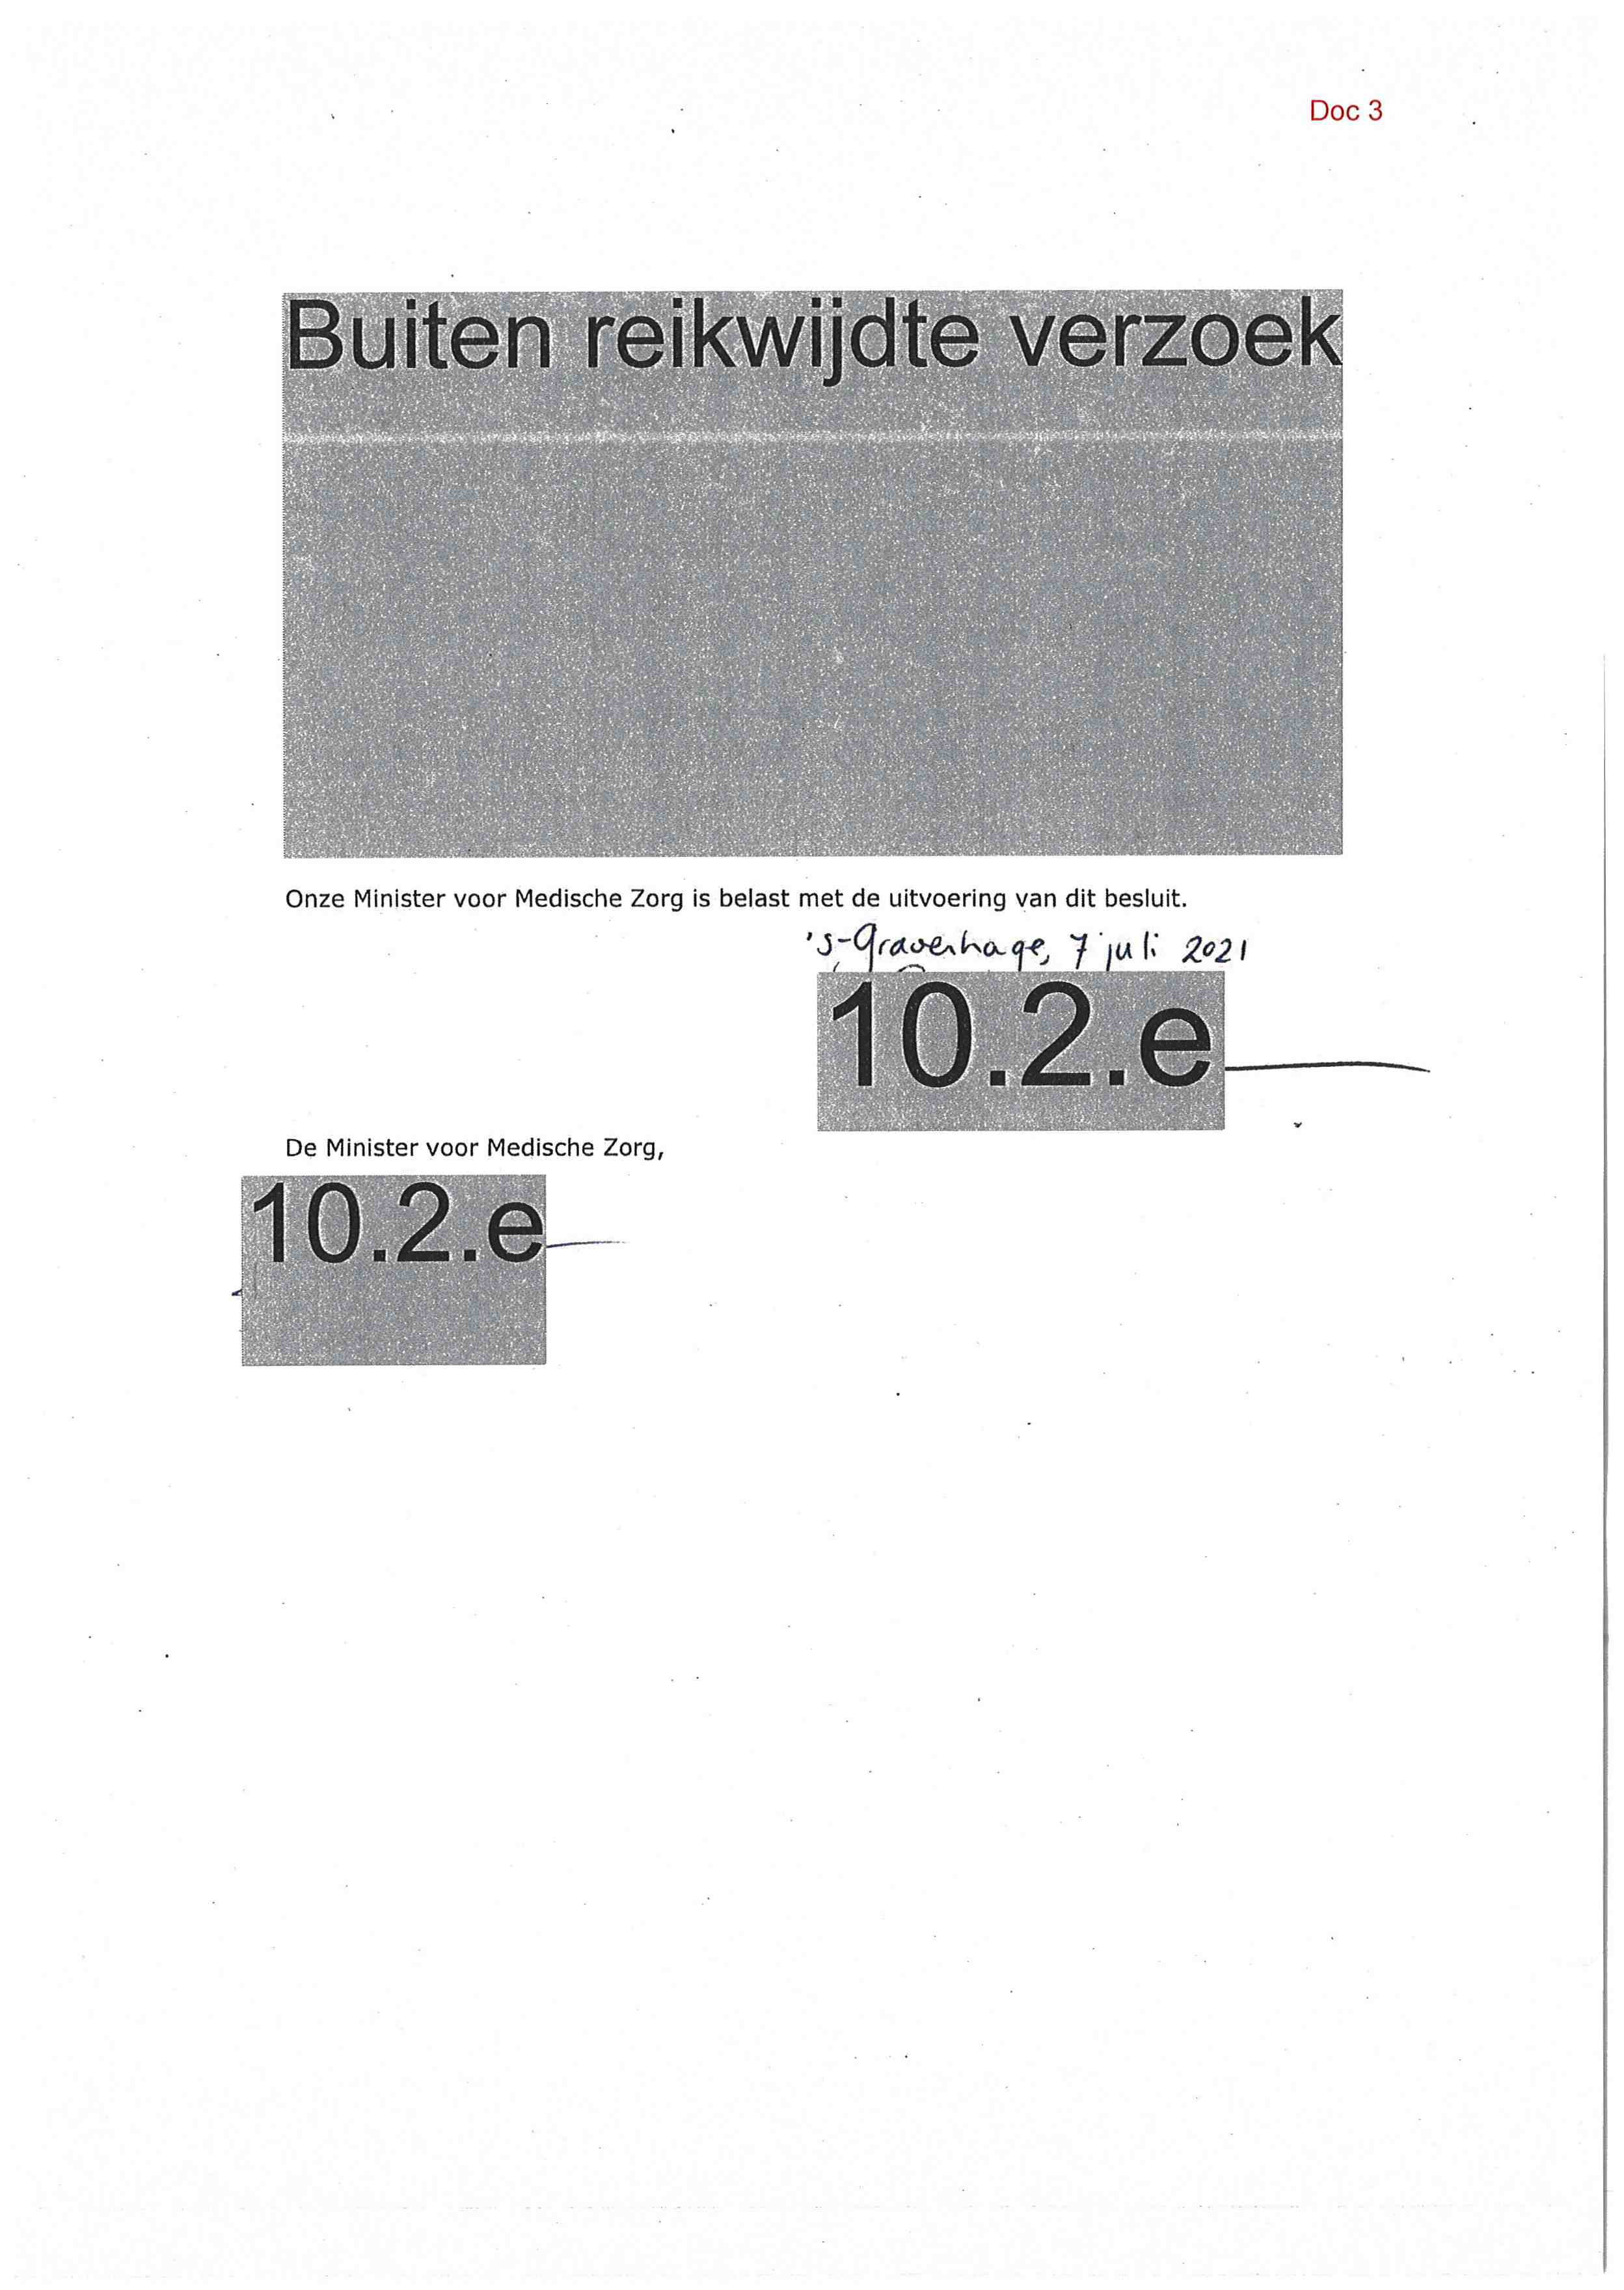 Doc 3
Buiten reikwijdte verzoek
Onze Minister voor Medische Zorg is belast met de uitvoering van dit besluit.
's-Gravenhage, 7 juli 2021
10.2.e
De Minister voor Medische Zorg,
10.2.e